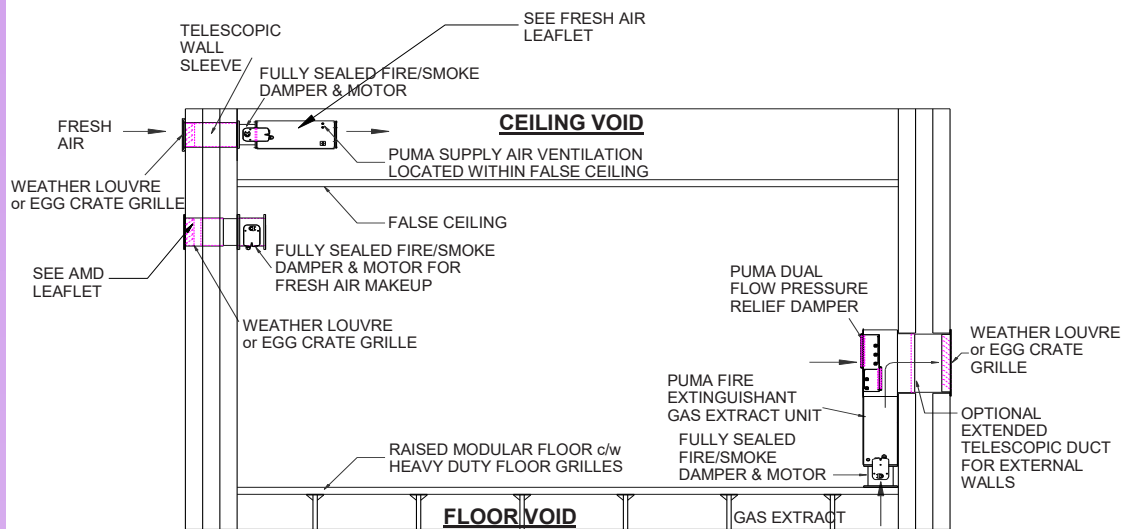 SEE FRESH AIR
LEAFLET
TELESCOPIC
WALL
SLEEVE
FULLY SEALED FIRE/SMOKE
DAMPER & MOTOR
FRESH
AIR
CEILING VOID
PUMA SUPPLY AIR VENTILATION
LOCATED WITHIN FALSE CEILING
WEATHER LOUVRE
or EGG CRATE GRILLE
FALSE CEILING
FULLY SEALED FIRE/SMOKE
DAMPER & MOTOR FOR
FRESH AIR MAKEUP
SEE AMD
LEAFLET
WEATHER LOUVRE
or EGG CRATE GRILLE
PUMA DUAL
FLOW PRESSURE
RELIEF DAMPER
WEATHER LOUVRE
or EGG CRATE
GRILLE
PUMA FIRE
EXTINGUISHANT
GAS EXTRACT UNIT
OPTIONAL
EXTENDED
TELESCOPIC DUCT
FOR EXTERNAL
WALLS
FULLY SEALED
FIRE/SMOKE
DAMPER & MOTOR
RAISED MODULAR FLOOR c/w
HEAVY DUTY FLOOR GRILLES
FLOOR VOID
GAS EXTRACT